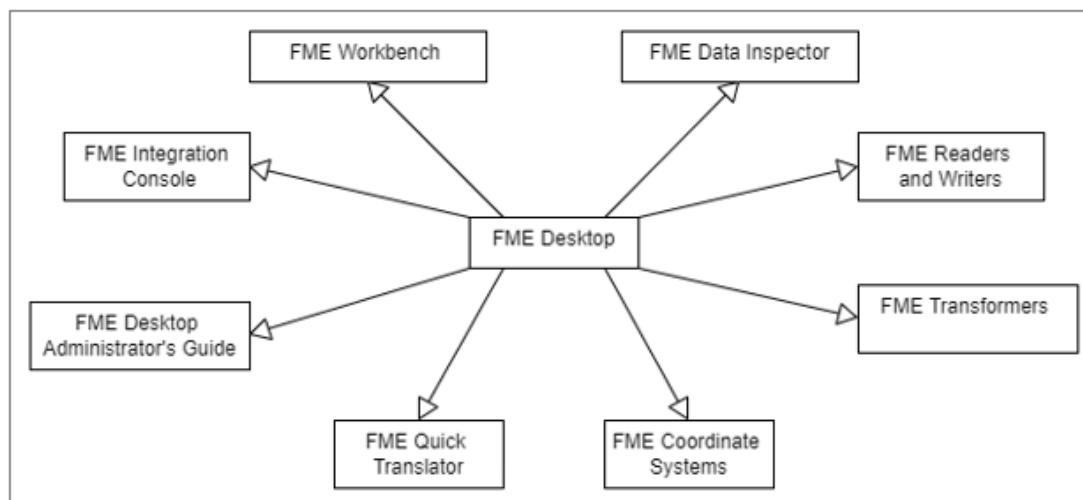 FME Workbench
FME Data Inspector
FME Integration
Console
FME Readers
and Writers
FME Desktop
FME Desktop
Administrator's Guide
FME Transformers
FME Quick
Translator
FME Coordinate
Systems